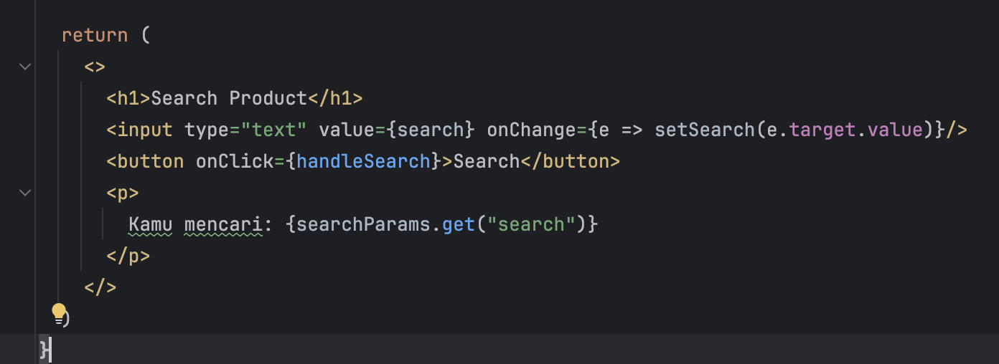 return (
<>
<h1>Search Product</h1>
<input type="text" value={search} onChange={e => setSearch(e.target.value)}/>
<button onClick={handleSearch}>Search</button>
<p>
Kamu mencari: {searchParams.get("search")}
</p>
</>
)
}